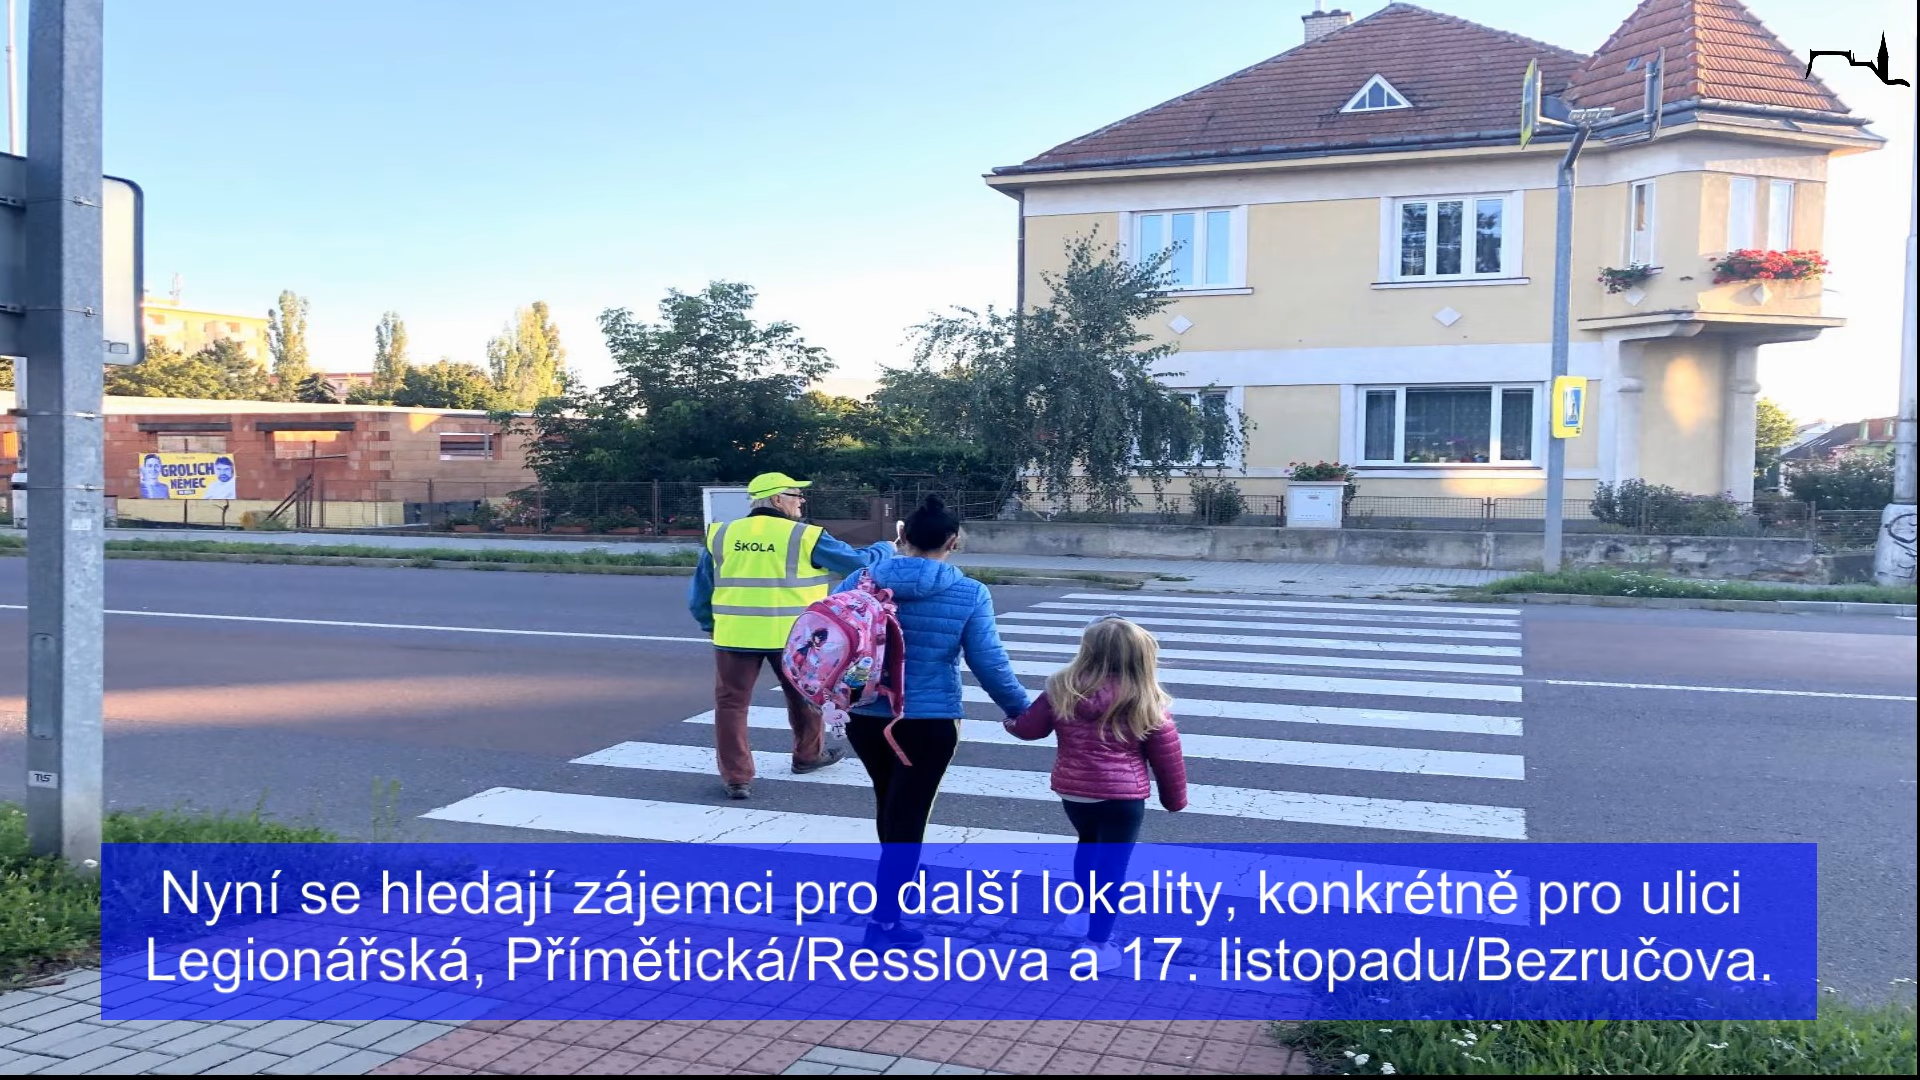 GROLICH
NĚMEC
ŠKOLA
TLS
Nyní se hledají zájemci pro další lokality, konkrétně pro ulici
Legionářská, Přímětická/Resslova a 17. listopadu/Bezručova.